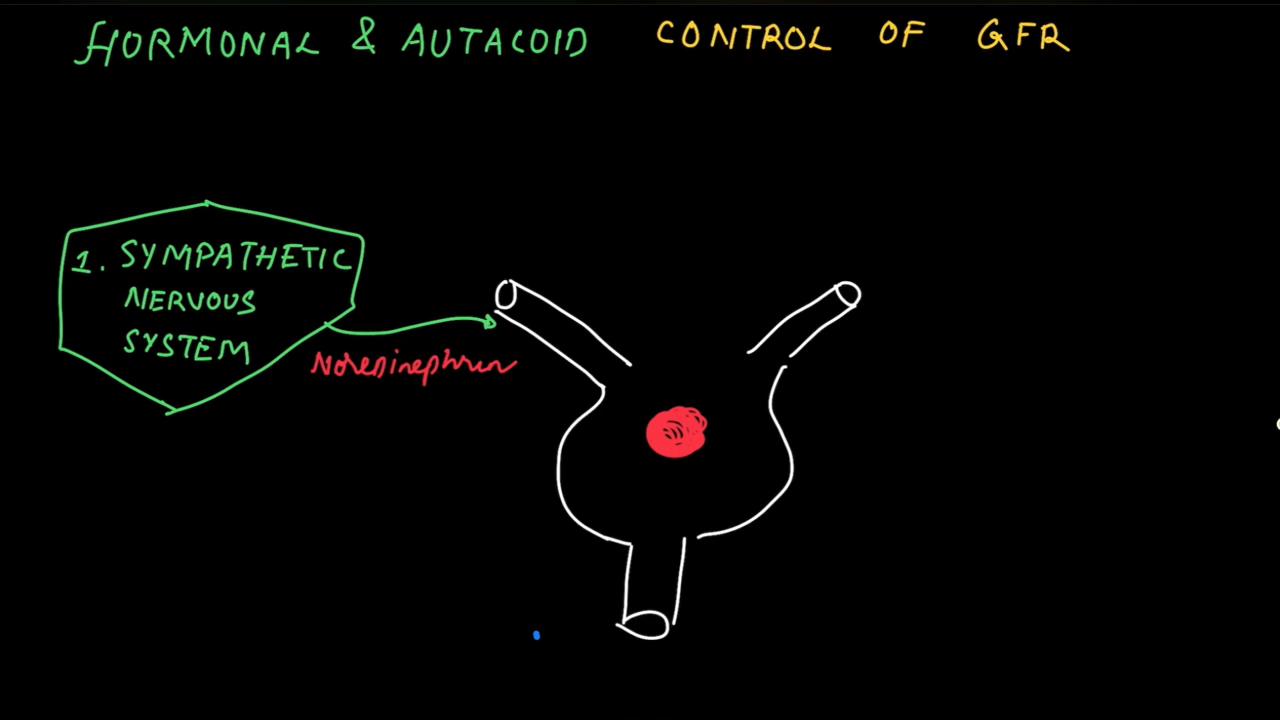 HORMONAL & AUTACOID CONTROL OF GFR
1. SYMPATHETIC
NERVOUS
SYSTEM
Norepinephrin